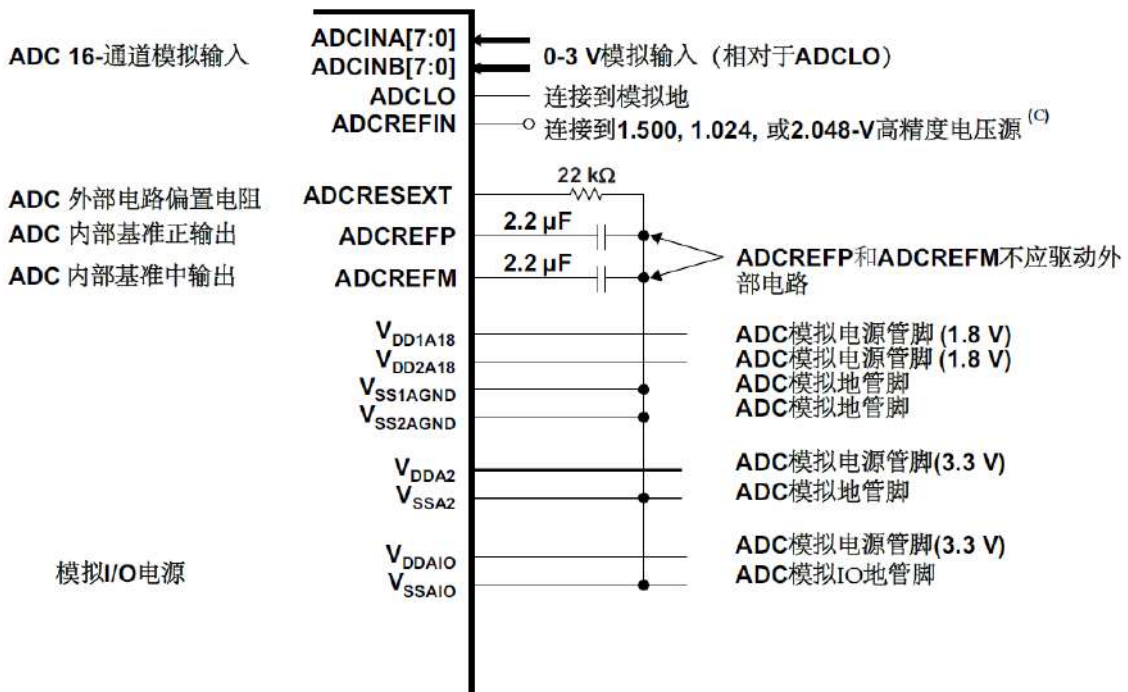 ADCINA[7:0]
ADC 16-通道模拟输入
ADCINB[7:0]
0-3 V模拟输入（相对于ADCLO）
ADCLO
连接到模拟地
ADCREFIN
连接到1.500, 1.024, 或2.048-V高精度电压源 (C)
22 kΩ
ADC 外部电路偏置电阻
ADCRESEXT
2.2 µF
ADC 内部基准正输出
ADCREFP
ADCREFP和ADCREFM不应驱动外
部电路
2.2 µF
ADC 内部基准中输出
ADCREFM
VDD1A18
ADC模拟电源管脚 (1.8 V)
VDD2A18
ADC模拟电源管脚 (1.8 V)
VSS1AGND
ADC模拟地管脚
VSS2AGND
ADC模拟地管脚
VDDA2
ADC模拟电源管脚(3.3 V)
VSSA2
ADC模拟地管脚
VDDAIO
ADC模拟电源管脚(3.3 V)
模拟I/O电源
VSSAIO
ADC模拟IO地管脚